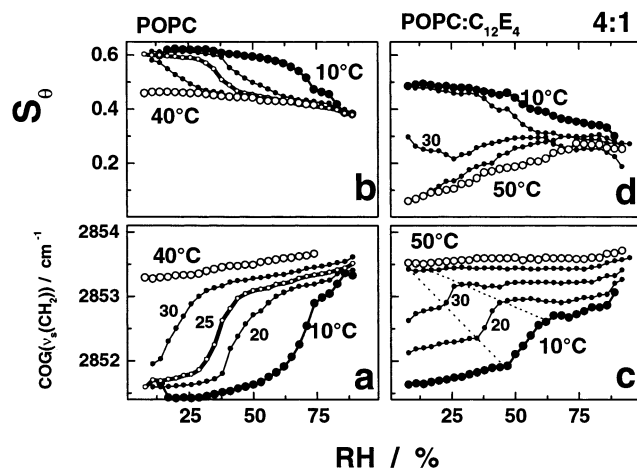 POPC
POPC:C₁₂E₄ 4:1
0.6
0.4
0.2
Sθ
10°C
40°C
b
10°C
30
50°C
d
2854
2853
2852
COG(νs(CH₂)) / cm⁻¹
40°C
30
25
20
10°C
a
50°C
30
20
10°C
c
25 50 75
25 50 75
RH / %